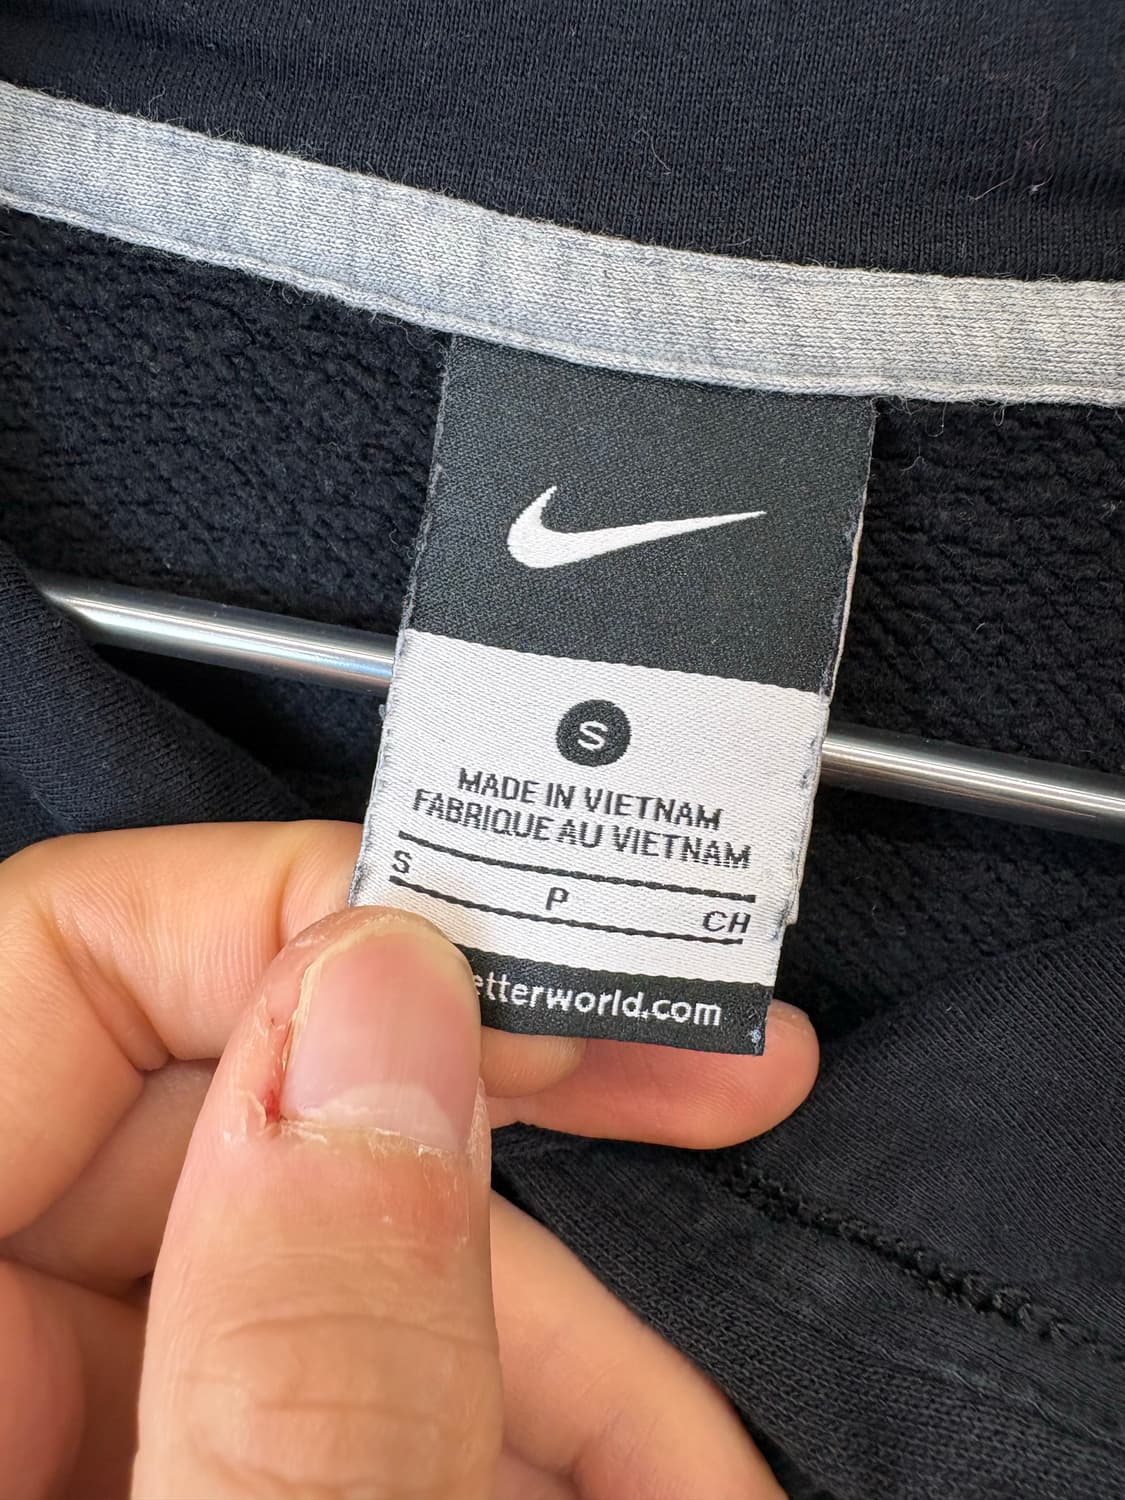 S
MADE IN VIETNAM
FABRIQUE AU VIETNAM
S P CH
etterworld.com